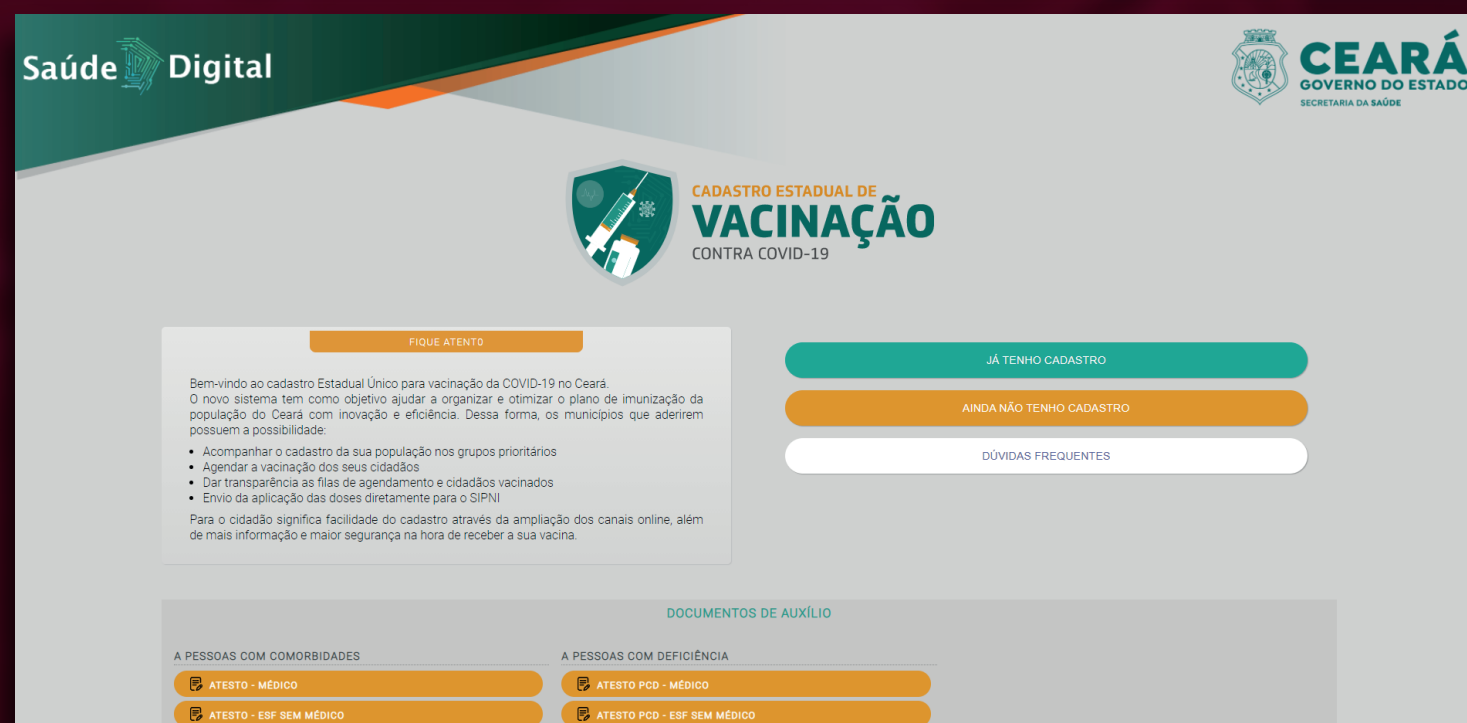 Saúde Digital
CEARÁ
GOVERNO DO ESTADO
SECRETARIA DA SAÚDE
CADASTRO ESTADUAL DE
VACINAÇÃO
CONTRA COVID-19
FIQUE ATENTO
Bem-vindo ao cadastro Estadual Único para vacinação da COVID-19 no Ceará.
O novo sistema tem como objetivo ajudar a organizar e otimizar o plano de imunização da
população do Ceará com inovação e eficiência. Dessa forma, os municípios que aderirem
possuem a possibilidade:
• Acompanhar o cadastro da sua população nos grupos prioritários
• Agendar a vacinação dos seus cidadãos
• Dar transparência as filas de agendamento e cidadãos vacinados
• Envio da aplicação das doses diretamente para o SIPNI
Para o cidadão significa facilidade do cadastro através da ampliação dos canais online, além
de mais informação e maior segurança na hora de receber a sua vacina.
JÁ TENHO CADASTRO
AINDA NÃO TENHO CADASTRO
DÚVIDAS FREQUENTES
DOCUMENTOS DE AUXÍLIO
A PESSOAS COM COMORBIDADES
ATESTO - MÉDICO
ATESTO - ESF SEM MÉDICO
A PESSOAS COM DEFICIÊNCIA
ATESTO PCD - MÉDICO
ATESTO PCD - ESF SEM MÉDICO